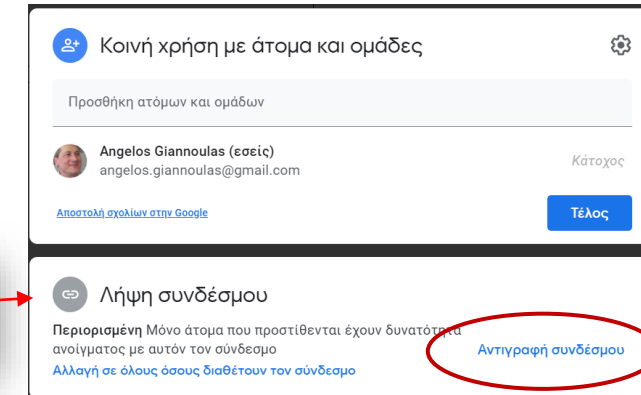 Κοινή χρήση με άτομα και ομάδες
Προσθήκη ατόμων και ομάδων
Angelos Giannoulas (εσείς)
angelos.giannoulas@gmail.com
Κάτοχος
Αποστολή σχολίων στην Google
Τέλος
Λήψη συνδέσμου
Περιορισμένη Μόνο άτομα που προστίθενται έχουν δυνατότητα
ανοίγματος με αυτόν τον σύνδεσμο
Αντιγραφή συνδέσμου
Αλλαγή σε όλους όσους διαθέτουν τον σύνδεσμο